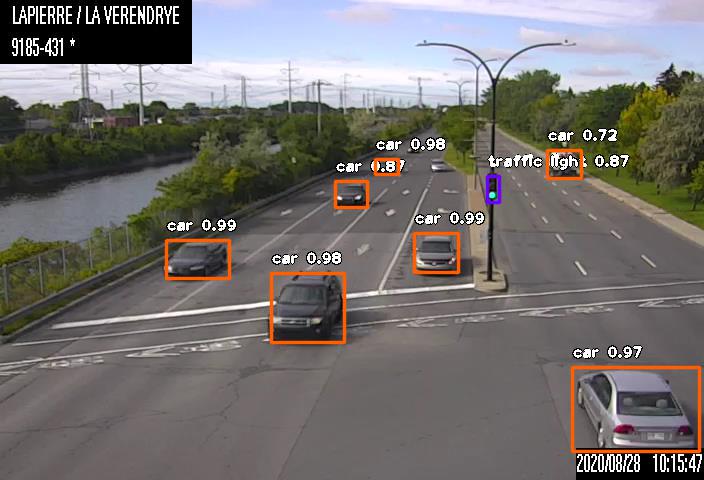 LAPIERRE / LA VERENDRYE
9185-431 *
car 0.72
car 0.98
traffic light 0.87
car 0.87
car 0.99
car 0.99
car 0.98
car 0.97
2020/08/28 10:15:47